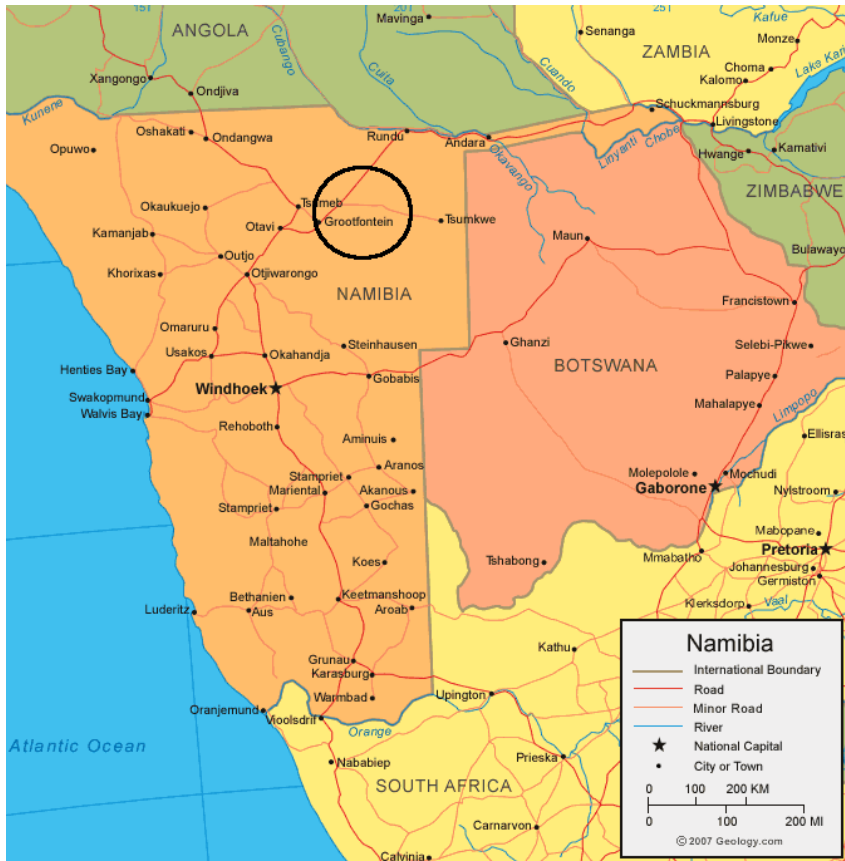 15I
20I
25I
Mavinga
Kafue
ANGOLA
Cubango
Senanga
Monze
ZAMBIA
Cuita
Cuando
Choma
Kalomo
Laka Kari
Xangongo
Ondjiva
Kunene
Schuckmannsburg
Livingstone
Oshakati
Ondangwa
Rundu
Andara
Okavango
Linyanti
Chobe
Opuwo
Hwange
Kamativi
ZIMBABWE
Okaukuejo
Tsumeb
Grootfontein
Tsumkwe
Kamanjab
Otavi
Maun
Bulawayo
Outjo
Khorixas
Otjiwarongo
NAMIBIA
Francistown
Omaruru
Steinhausen
Ghanzi
Selebi-Pikwe
Usakos
Okahandja
BOTSWANA
Henties Bay
Gobabis
Palapye
Windhoek
Swakopmund
Walvis Bay
Mahalapye
Limpopo
Rehoboth
Aminuis
Ellisras
Aranos
Stampriet
Molepolole
Mochudi
Mariental
Akanous
Gaborone
Nylstroom
Gochas
Stampriet
Mabopane
Maltahohe
Pretoria
Koes
Tshabong
Mmabatho
Johannesburg
Germiston
Bethanien
Keetmanshoop
Luderitz
Aus
Aroab
Klerksdorp
Vaal
Kathu
Grunau
Karasburg
Warmbad
Upington
Oranjemund
Vioolsdrif
Orange
Atlantic Ocean
Nababiep
Prieska
SOUTH AFRICA
Carnarvon
Calvinia
Namibia
International Boundary
Road
Minor Road
River
National Capital
City or Town
0 100 200 KM
0 100 200 MI
© 2007 Geology.com